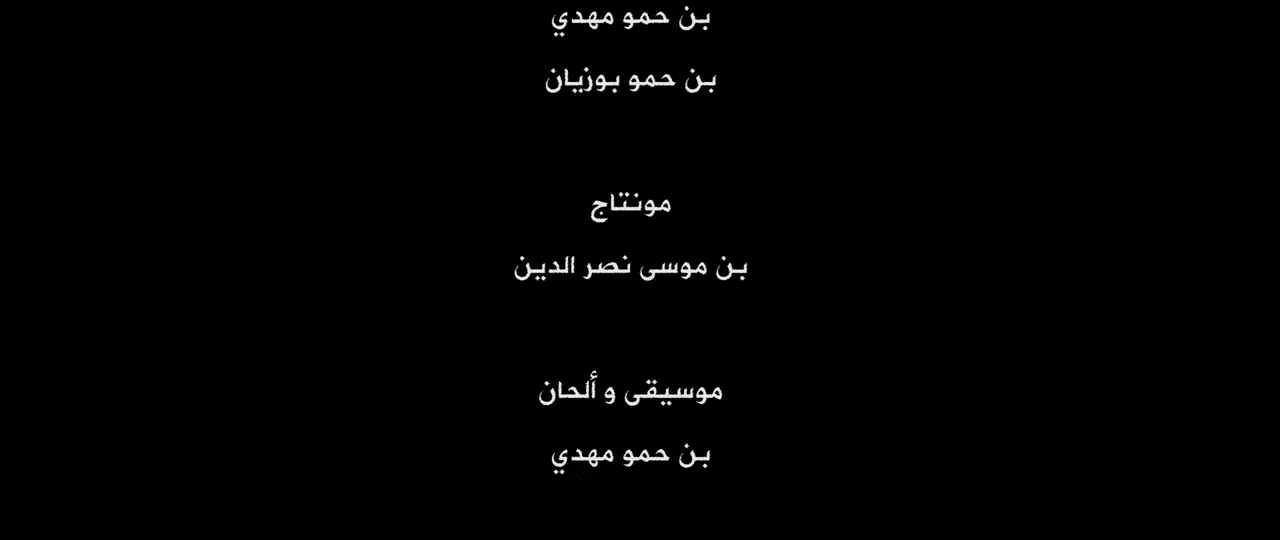 بن حمو مهدي
بن حمو بوزيان
مونتاج
بن موسى نصر الدين
موسيقى و ألحان
بن حمو مهدي